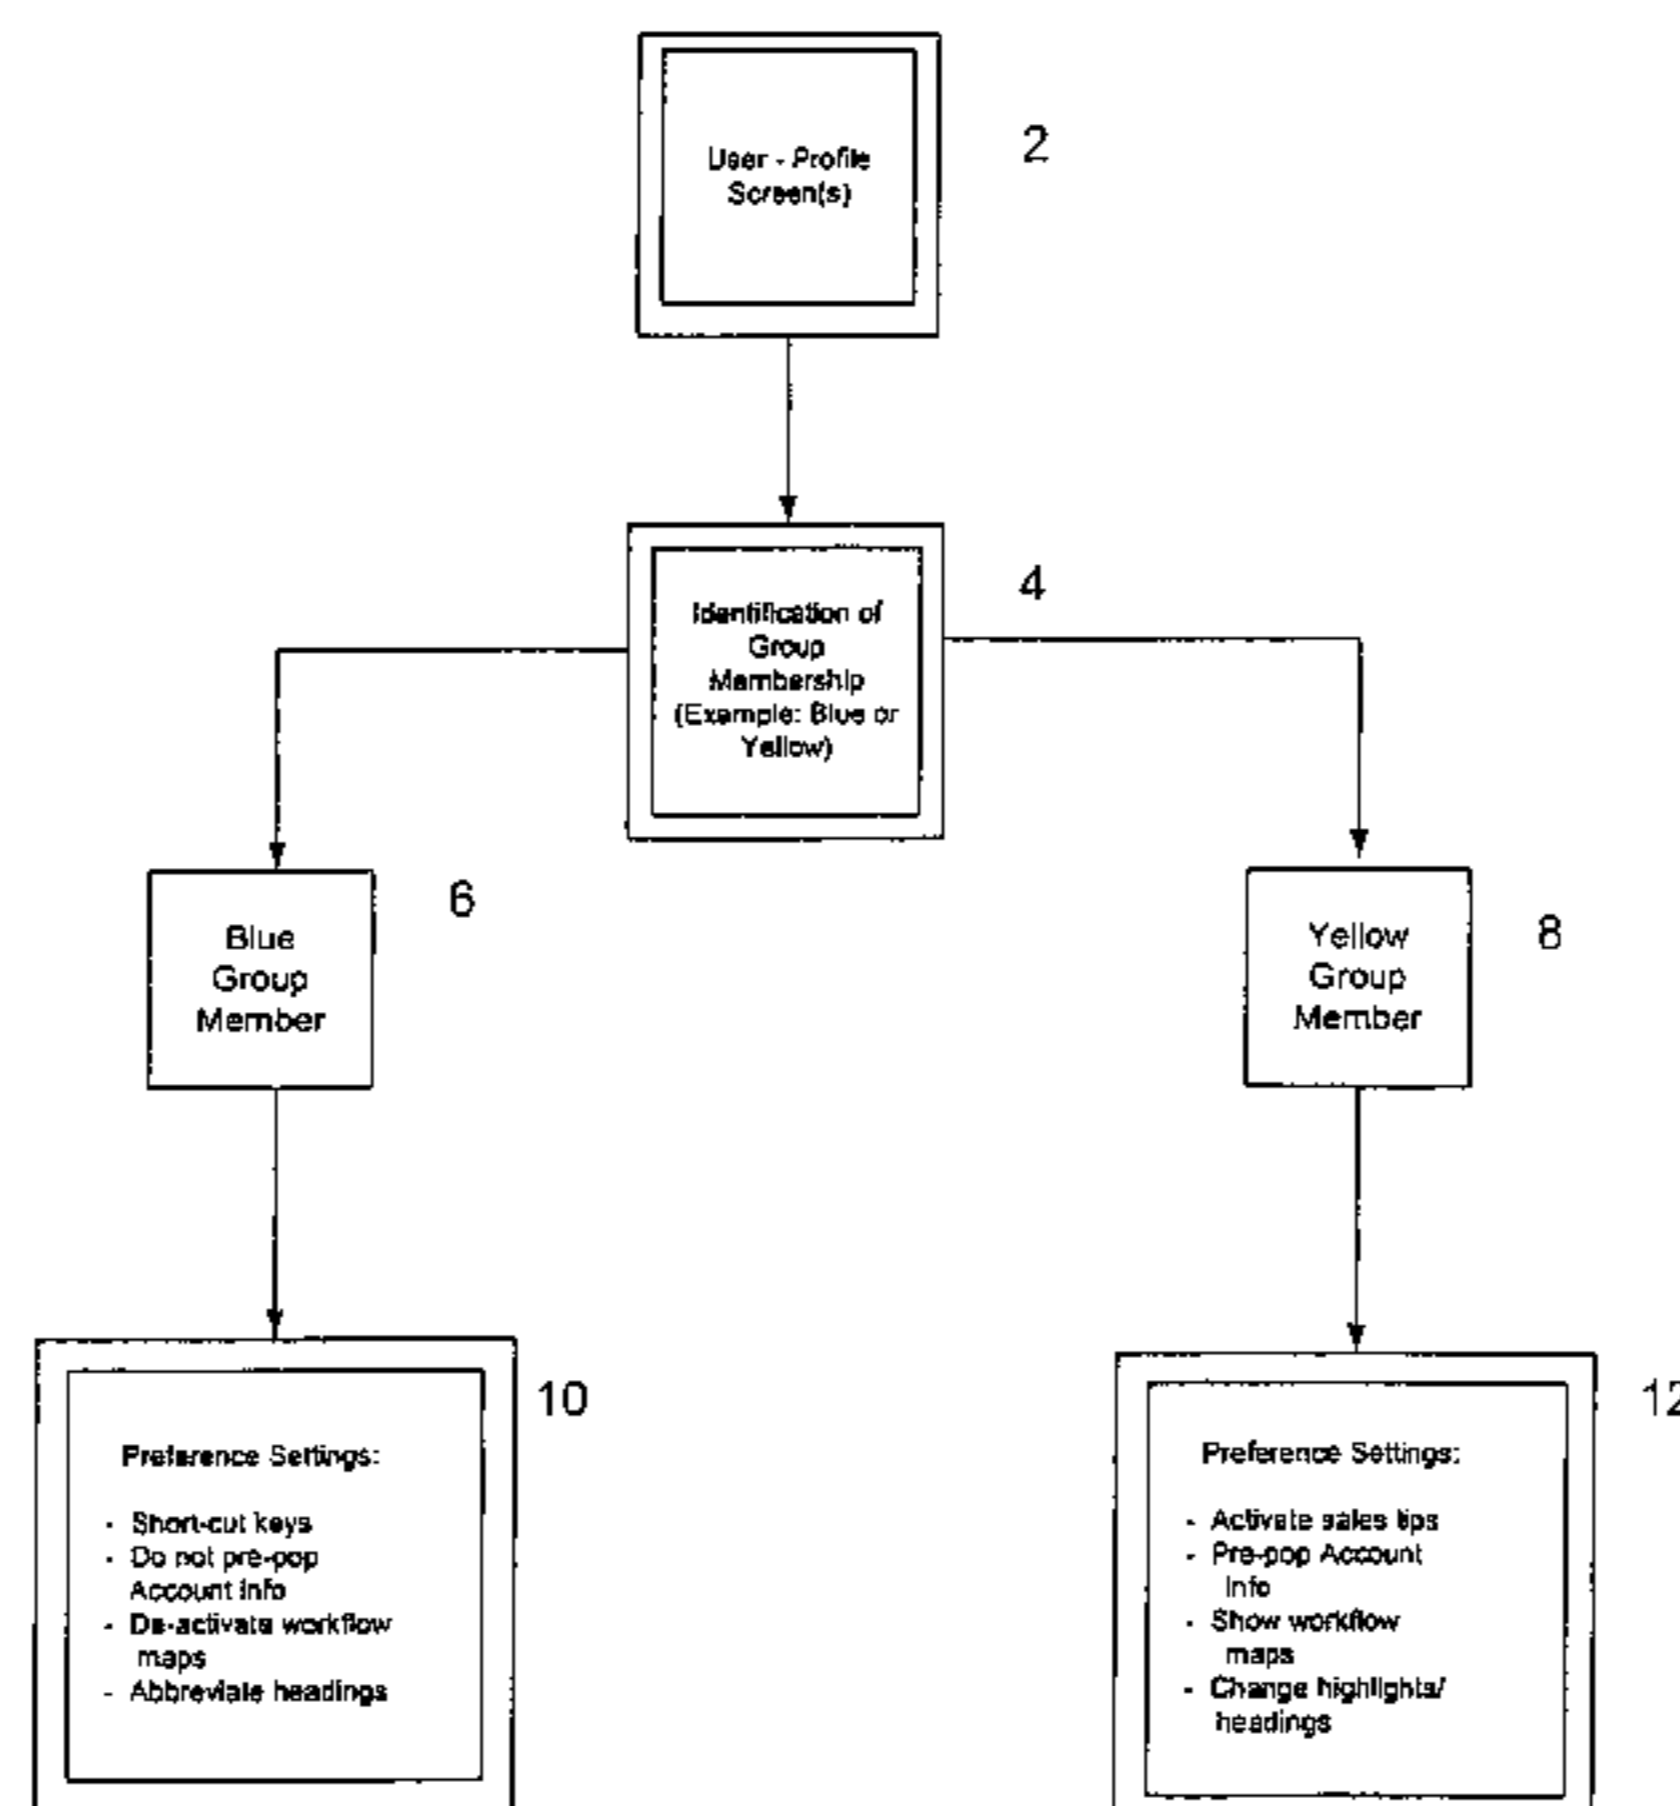 User - Profile
Screen(s)
2
Identification of
Group
Membership
(Example: Blue or
Yellow)
4
Blue
Group
Member
6
Yellow
Group
Member
8
Preference Settings:
- Short-cut keys
- Do not pre-pop
Account info
- De-activate workflow
maps
- Abbreviate headings
10
Preference Settings:
- Activate sales tips
- Pre-pop Account
Info
- Show workflow
maps
- Change highlights/
headings
12